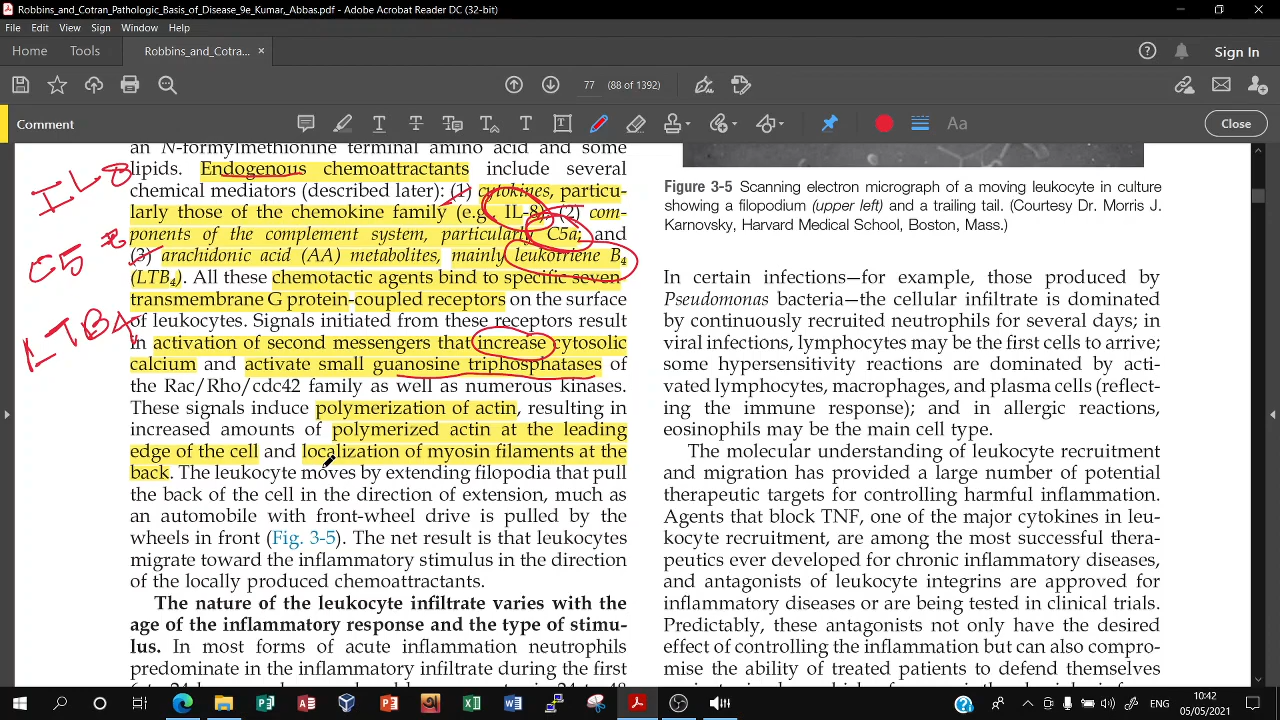 Robbins_and_Cotran_Pathologic_Basis_of_Disease_9e_Kumar_Abbas.pdf - Adobe Acrobat Reader DC (32-bit)
File Edit View Sign Window Help
Home Tools Robbins_and_Cotra... × Sign In
77 (88 of 1392)
Comment
Aa
Close
an N-formylmethionine terminal amino acid and some
lipids. Endogenous chemoattractants include several
chemical mediators (described later): (1) cytokines, particu-
larly those of the chemokine family (e.g., IL-8); (2) com-
ponents of the complement system, particularly C5a; and
(3) arachidonic acid (AA) metabolites, mainly leukotriene B4
(LTB4). All these chemotactic agents bind to specific seven
transmembrane G protein-coupled receptors on the surface
of leukocytes. Signals initiated from these receptors result
in activation of second messengers that increase cytosolic
calcium and activate small guanosine triphosphatases of
the Rac/Rho/cdc42 family as well as numerous kinases.
These signals induce polymerization of actin, resulting in
increased amounts of polymerized actin at the leading
edge of the cell and localization of myosin filaments at the
back. The leukocyte moves by extending filopodia that pull
the back of the cell in the direction of extension, much as
an automobile with front-wheel drive is pulled by the
wheels in front (Fig. 3-5). The net result is that leukocytes
migrate toward the inflammatory stimulus in the direction
of the locally produced chemoattractants.
The nature of the leukocyte infiltrate varies with the
age of the inflammatory response and the type of stimu-
lus. In most forms of acute inflammation neutrophils
predominate in the inflammatory infiltrate during the first
IL-8
C5
LTB4
Figure 3-5 Scanning electron micrograph of a moving leukocyte in culture
showing a filopodium (upper left) and a trailing tail. (Courtesy Dr. Morris J.
Karnovsky, Harvard Medical School, Boston, Mass.)
In certain infections—for example, those produced by
Pseudomonas bacteria—the cellular infiltrate is dominated
by continuously recruited neutrophils for several days; in
viral infections, lymphocytes may be the first cells to arrive;
some hypersensitivity reactions are dominated by acti-
vated lymphocytes, macrophages, and plasma cells (reflect-
ing the immune response); and in allergic reactions,
eosinophils may be the main cell type.
The molecular understanding of leukocyte recruitment
and migration has provided a large number of potential
therapeutic targets for controlling harmful inflammation.
Agents that block TNF, one of the major cytokines in leu-
kocyte recruitment, are among the most successful thera-
peutics ever developed for chronic inflammatory diseases,
and antagonists of leukocyte integrins are approved for
inflammatory diseases or are being tested in clinical trials.
Predictably, these antagonists not only have the desired
effect of controlling the inflammation but can also compro-
mise the ability of treated patients to defend themselves
ENG
10:42
05/05/2021